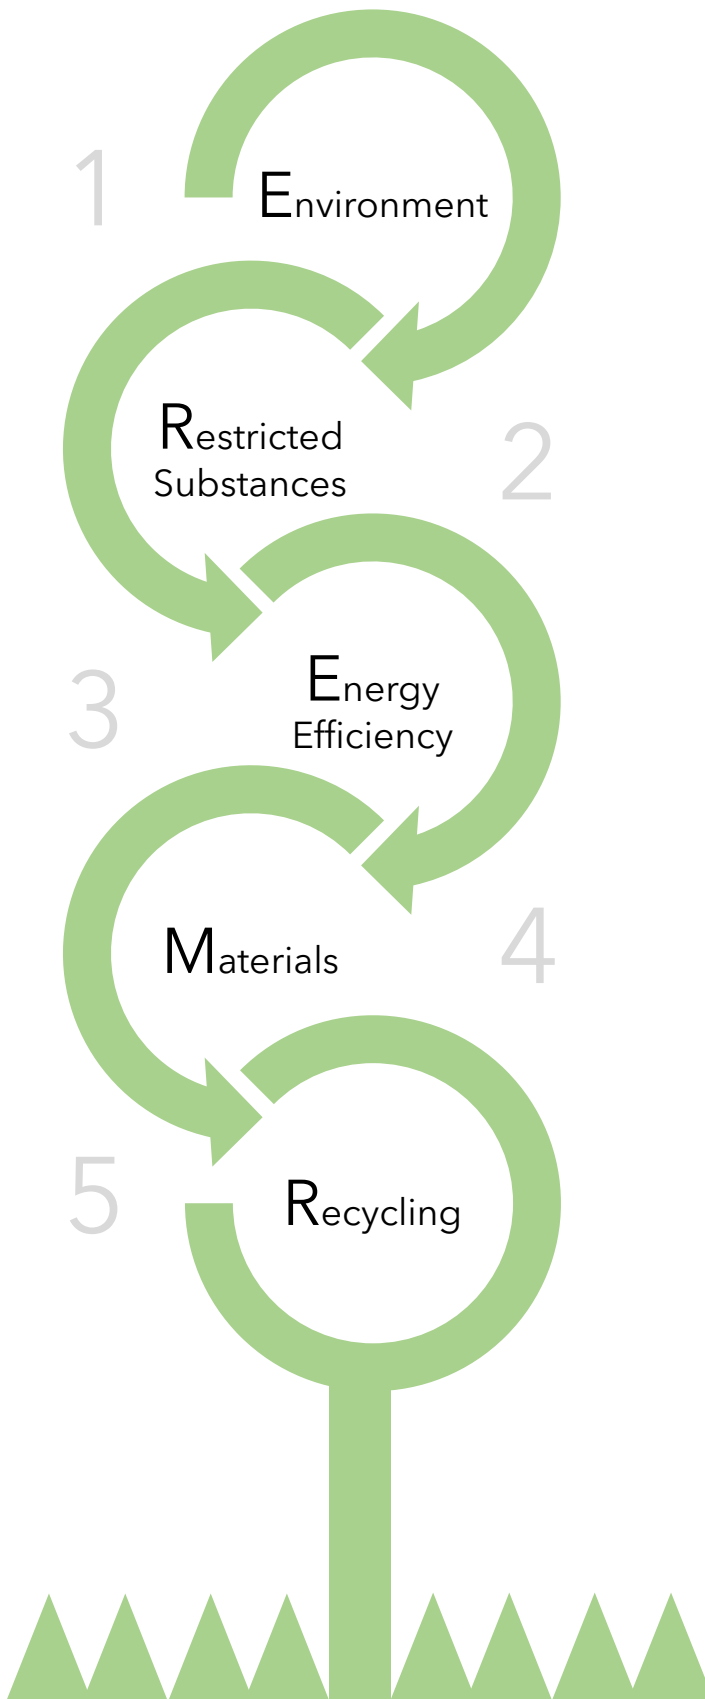 1
Environment
Restricted
Substances
2
3
Energy
Efficiency
Materials
4
5
Recycling